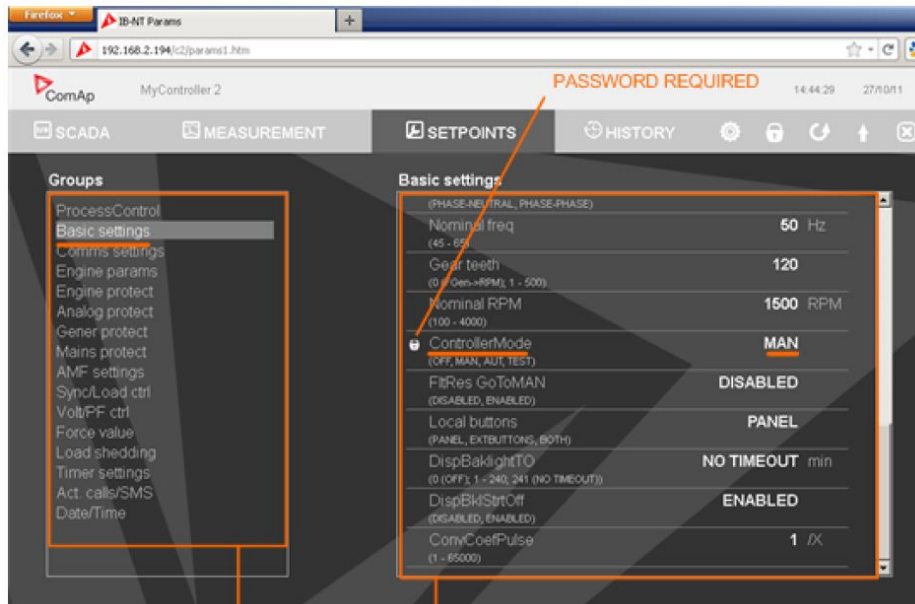 Firefox
IB-NT Params
+
192.168.2.194/c2/params1.htm
ComAp
MyController 2
PASSWORD REQUIRED
14:44:29
27/10/11
SCADA
MEASUREMENT
SETPOINTS
HISTORY
Groups
ProcessControl
Basic settings
Comms settings
Engine params
Engine protect
Analog protect
Gener protect
Mains protect
AMF settings
Sync/Load ctrl
Volt/PF ctrl
Force value
Load shedding
Timer settings
Act. calls/SMS
Date/Time
Basic settings
(PHASE-NEUTRAL, PHASE-PHASE)
Nominal freq 50 Hz
(45 - 65)
Gear teeth 120
(0 = Gen->RPM); 1 - 500)
Nominal RPM 1500 RPM
(100 - 4000)
ControllerMode MAN
(OFF, MAN, AUT, TEST)
FltRes GoToMAN DISABLED
(DISABLED, ENABLED)
Local buttons PANEL
(PANEL, EXTBUTTONS, BOTH)
DispBaklightTO NO TIMEOUT min
(0 (OFF); 1 - 240; 241 (NO TIMEOUT))
DispBklStrtOff ENABLED
(DISABLED, ENABLED)
ConvCoefPulse 1 /X
(1 - 65000)